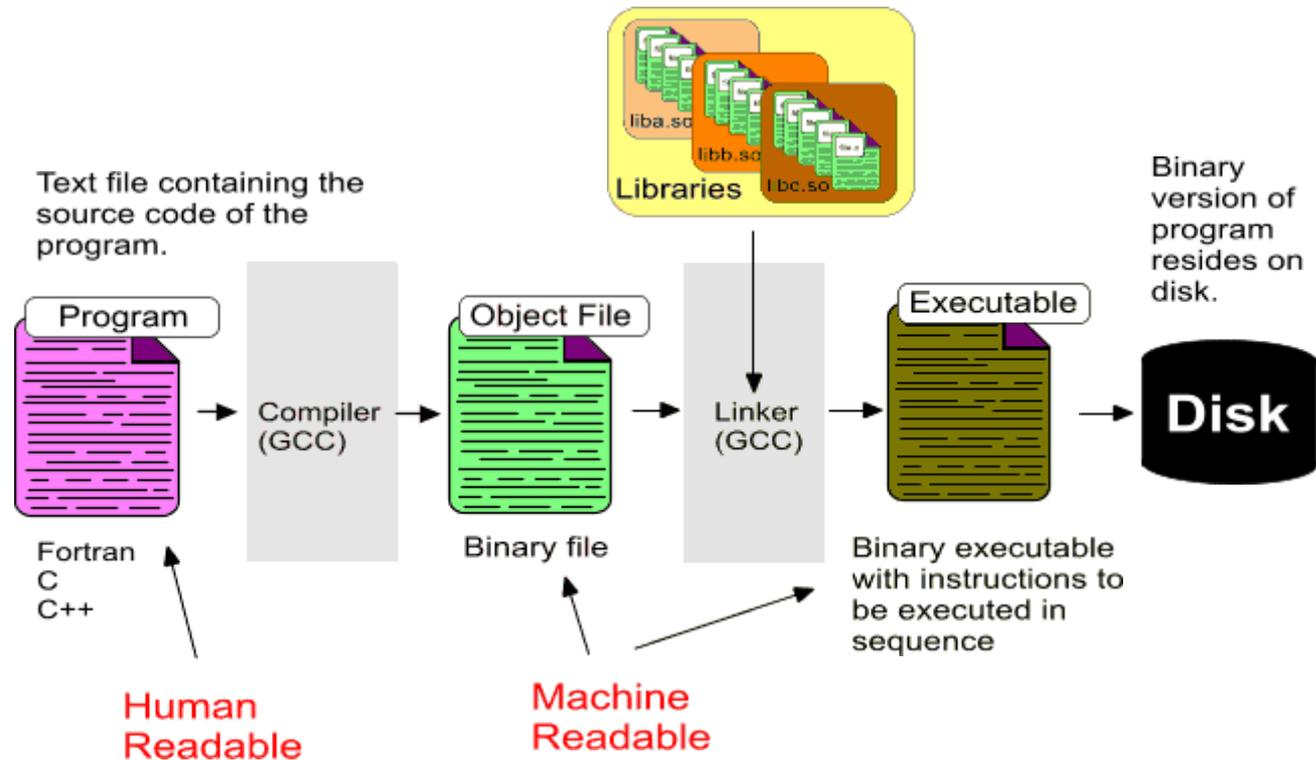 liba.so
libb.so
libc.so
Libraries
Text file containing the
source code of the
program.
Binary
version of
program
resides on
disk.
Program
Object File
Executable
Compiler
(GCC)
Linker
(GCC)
Disk
Fortran
C
C++
Binary file
Binary executable
with instructions to
be executed in
sequence
Human
Readable
Machine
Readable